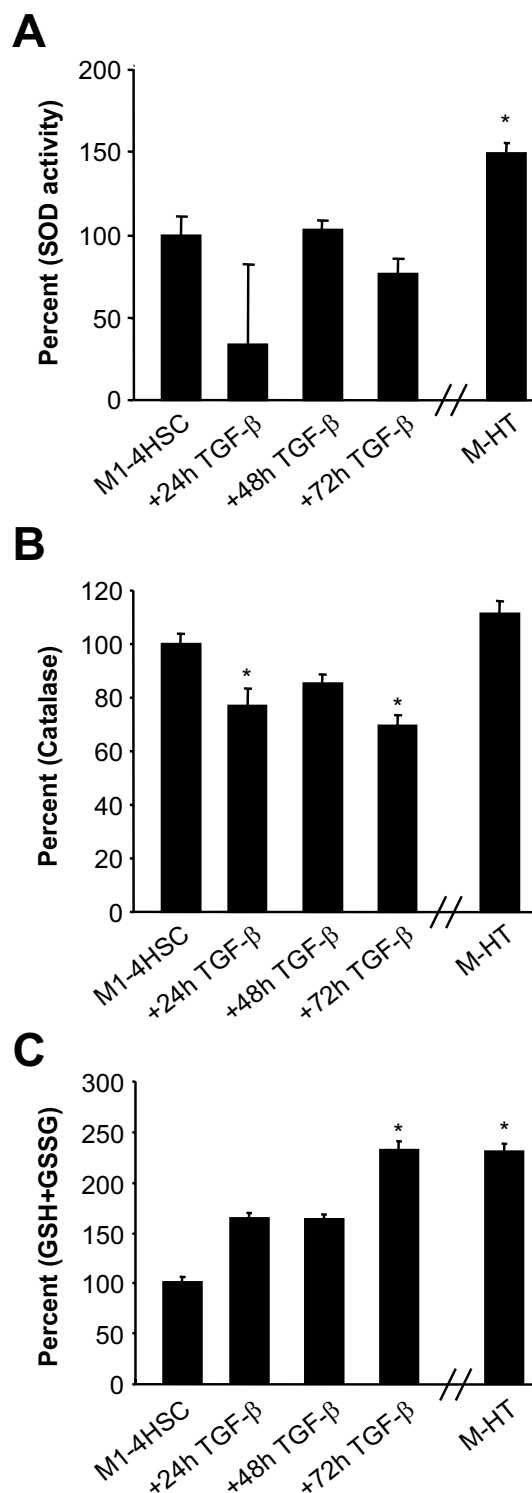 A
Percent (SOD activity)
200
150
100
50
0
*
M1-4HSC
+24h TGF-β
+48h TGF-β
+72h TGF-β
M-HT
B
Percent (Catalase)
120
100
80
60
40
20
0
*
*
M1-4HSC
+24h TGF-β
+48h TGF-β
+72h TGF-β
M-HT
C
Percent (GSH+GSSG)
300
250
200
150
100
50
0
*
*
M1-4HSC
+24h TGF-β
+48h TGF-β
+72h TGF-β
M-HT